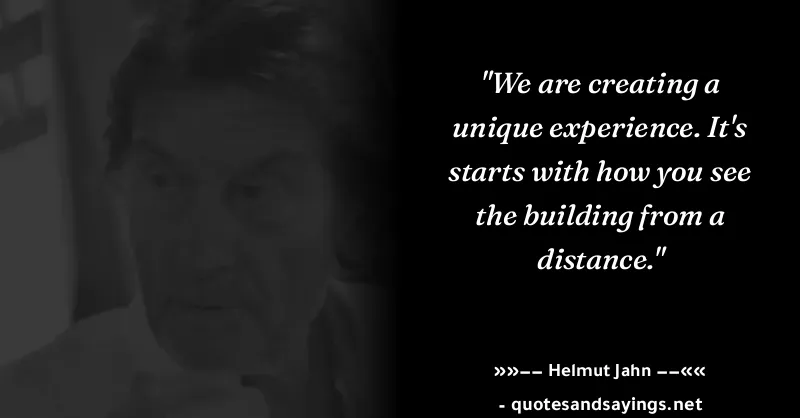 "We are creating a
unique experience. It's
starts with how you see
the building from a
distance."
»»−− Helmut Jahn −−««
- quotesandsayings.net